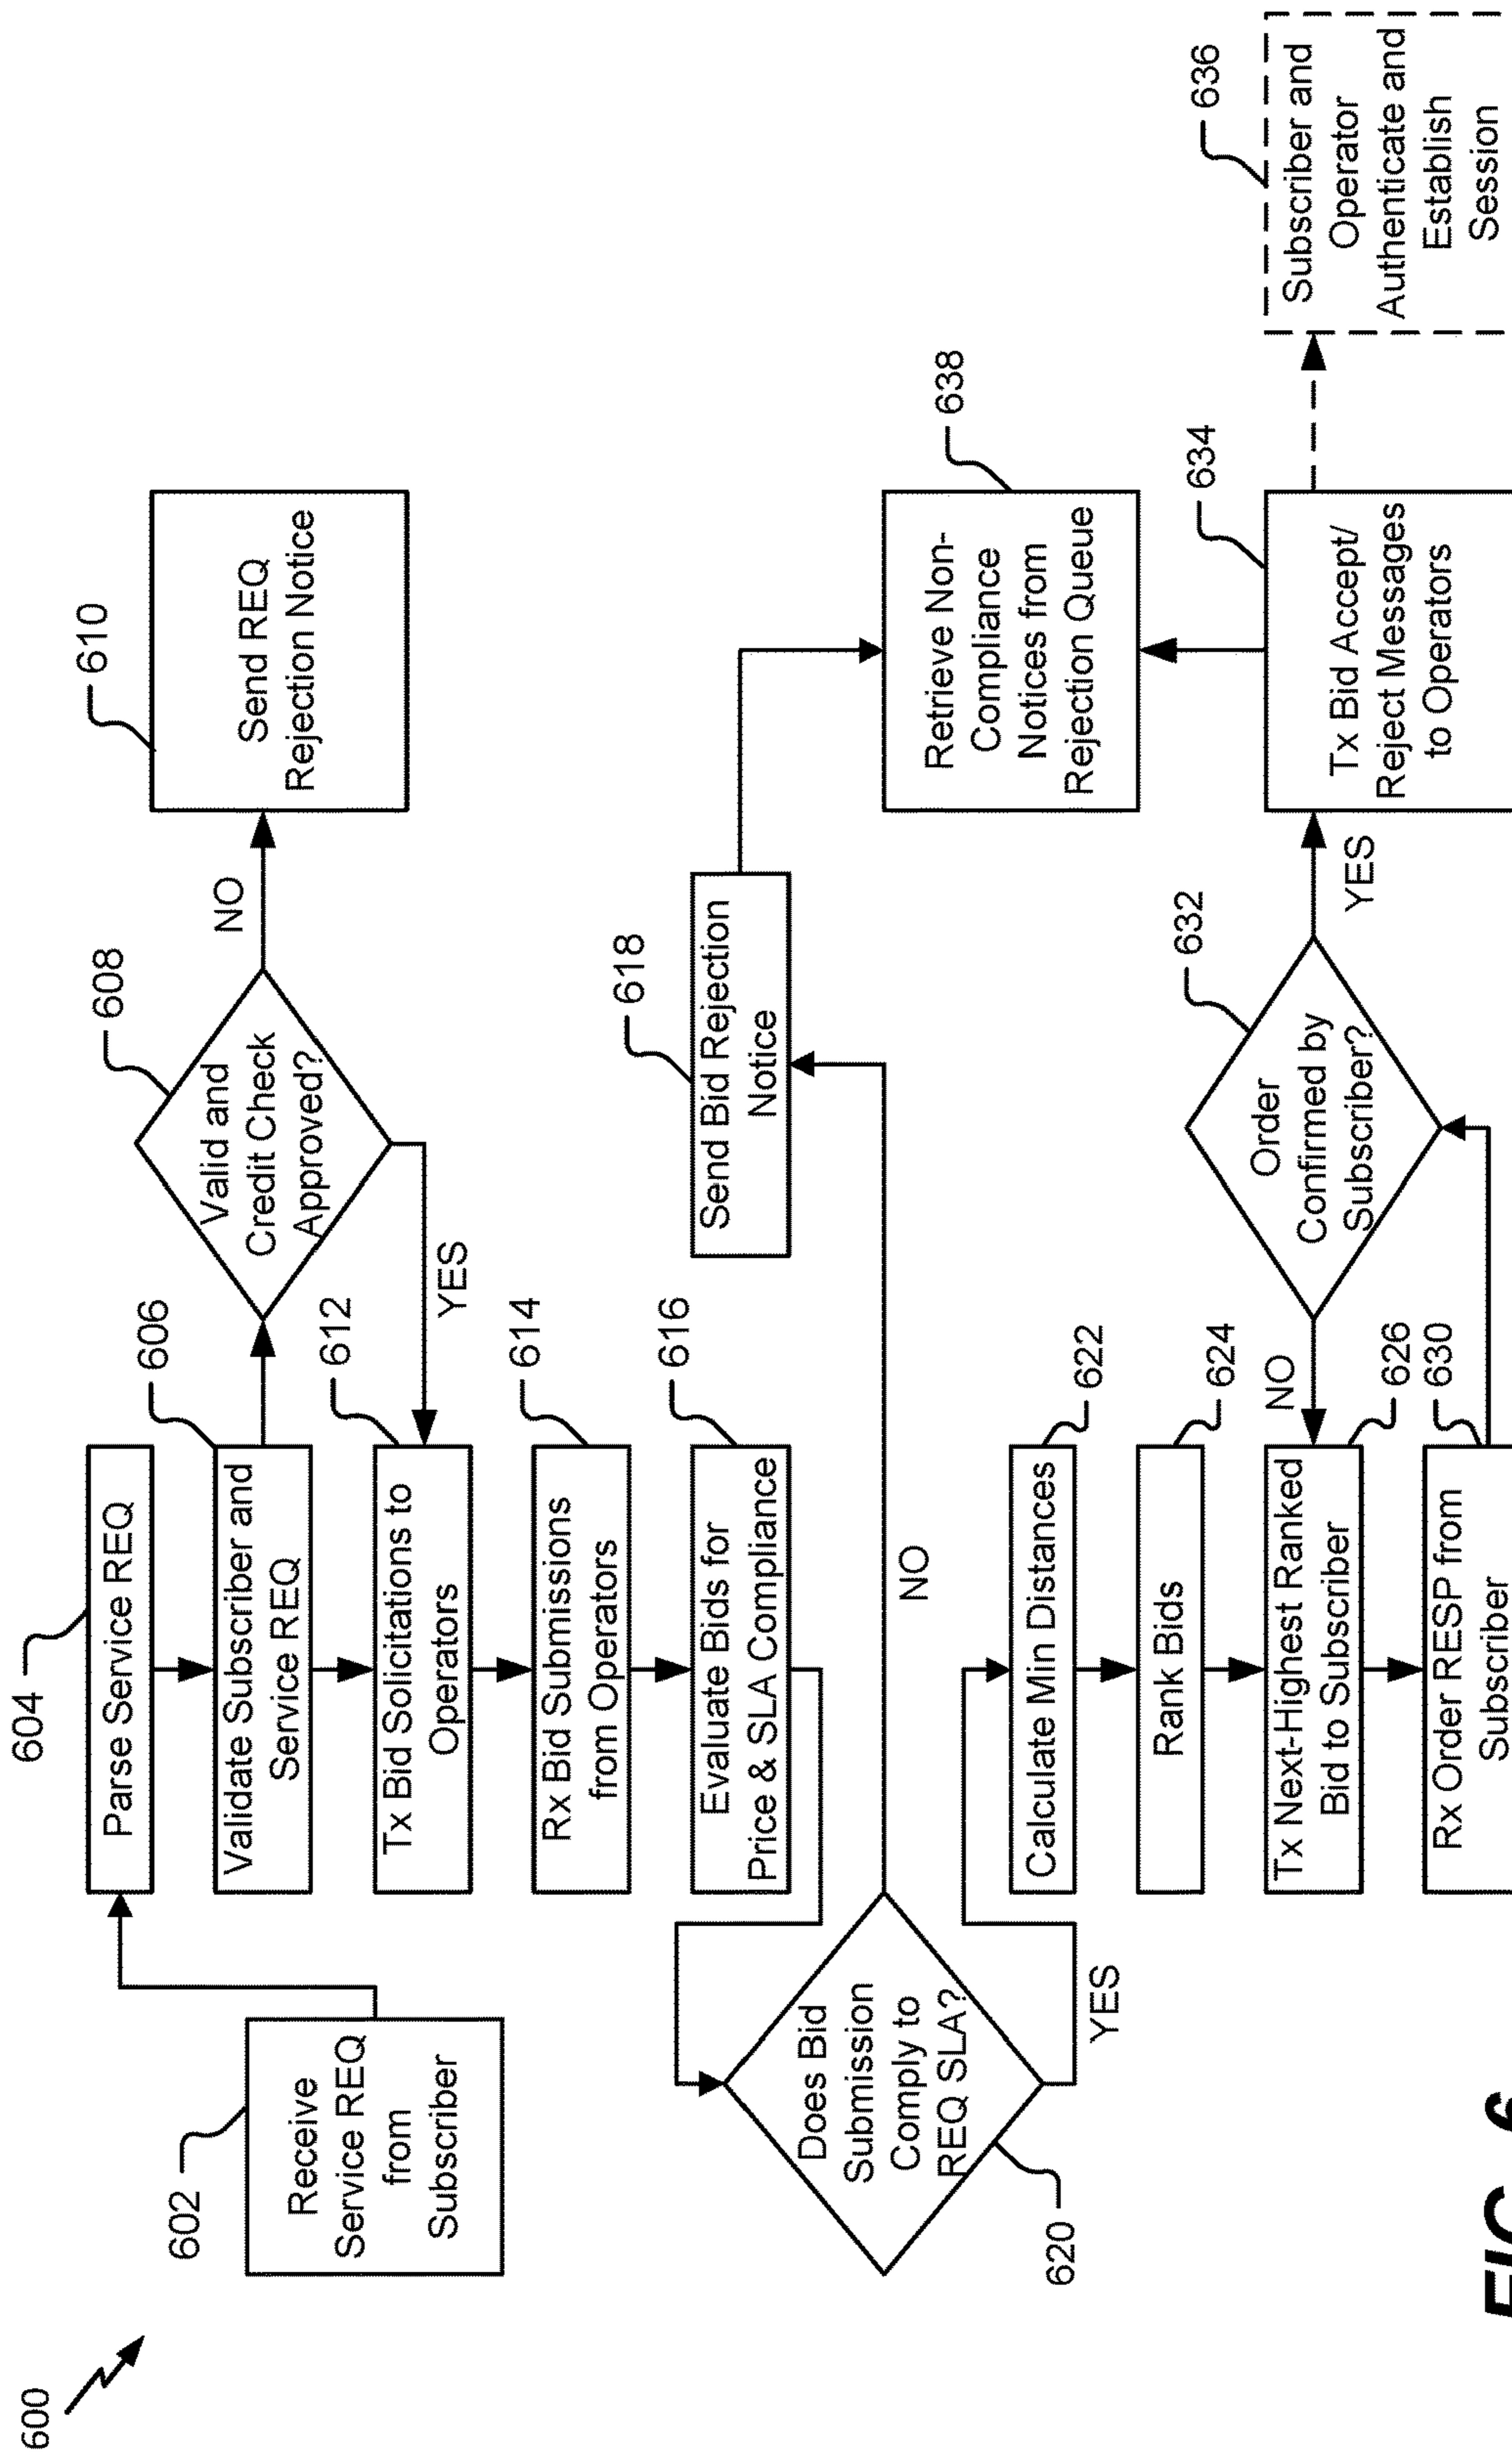 600
602
Receive
Service REQ
from
Subscriber
604
Parse Service REQ
606
Validate Subscriber and
Service REQ
608
Valid and
Credit Check
Approved?
NO
YES
610
Send REQ
Rejection Notice
612
Tx Bid Solicitations to
Operators
614
Rx Bid Submissions
from Operators
616
Evaluate Bids for
Price & SLA Compliance
618
Send Bid Rejection
Notice
620
Does Bid
Submission
Comply to
REQ SLA?
NO
YES
622
Calculate Min Distances
624
Rank Bids
626
Tx Next-Highest Ranked
Bid to Subscriber
630
Rx Order RESP from
Subscriber
632
Order
Confirmed by
Subscriber?
NO
YES
634
Tx Bid Accept/
Reject Messages
to Operators
636
Subscriber and
Operator
Authenticate and
Establish
Session
638
Retrieve Non-
Compliance
Notices from
Rejection Queue
FIG. 6